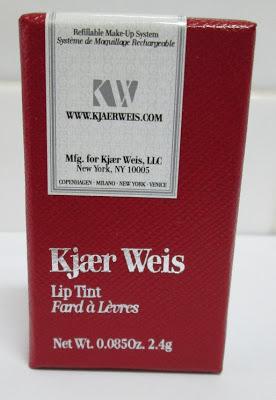 Refillable Make-Up System
Système de Maquillage Rechargeable
KW
WWW.KJAERWEIS.COM
Mfg. for Kjær Weis, LLC
New York, NY 10005
COPENHAGEN · MILANO · NEW YORK · VENICE
Kjær Weis
Lip Tint
Fard à Lèvres
Net Wt. 0.085Oz. 2.4g